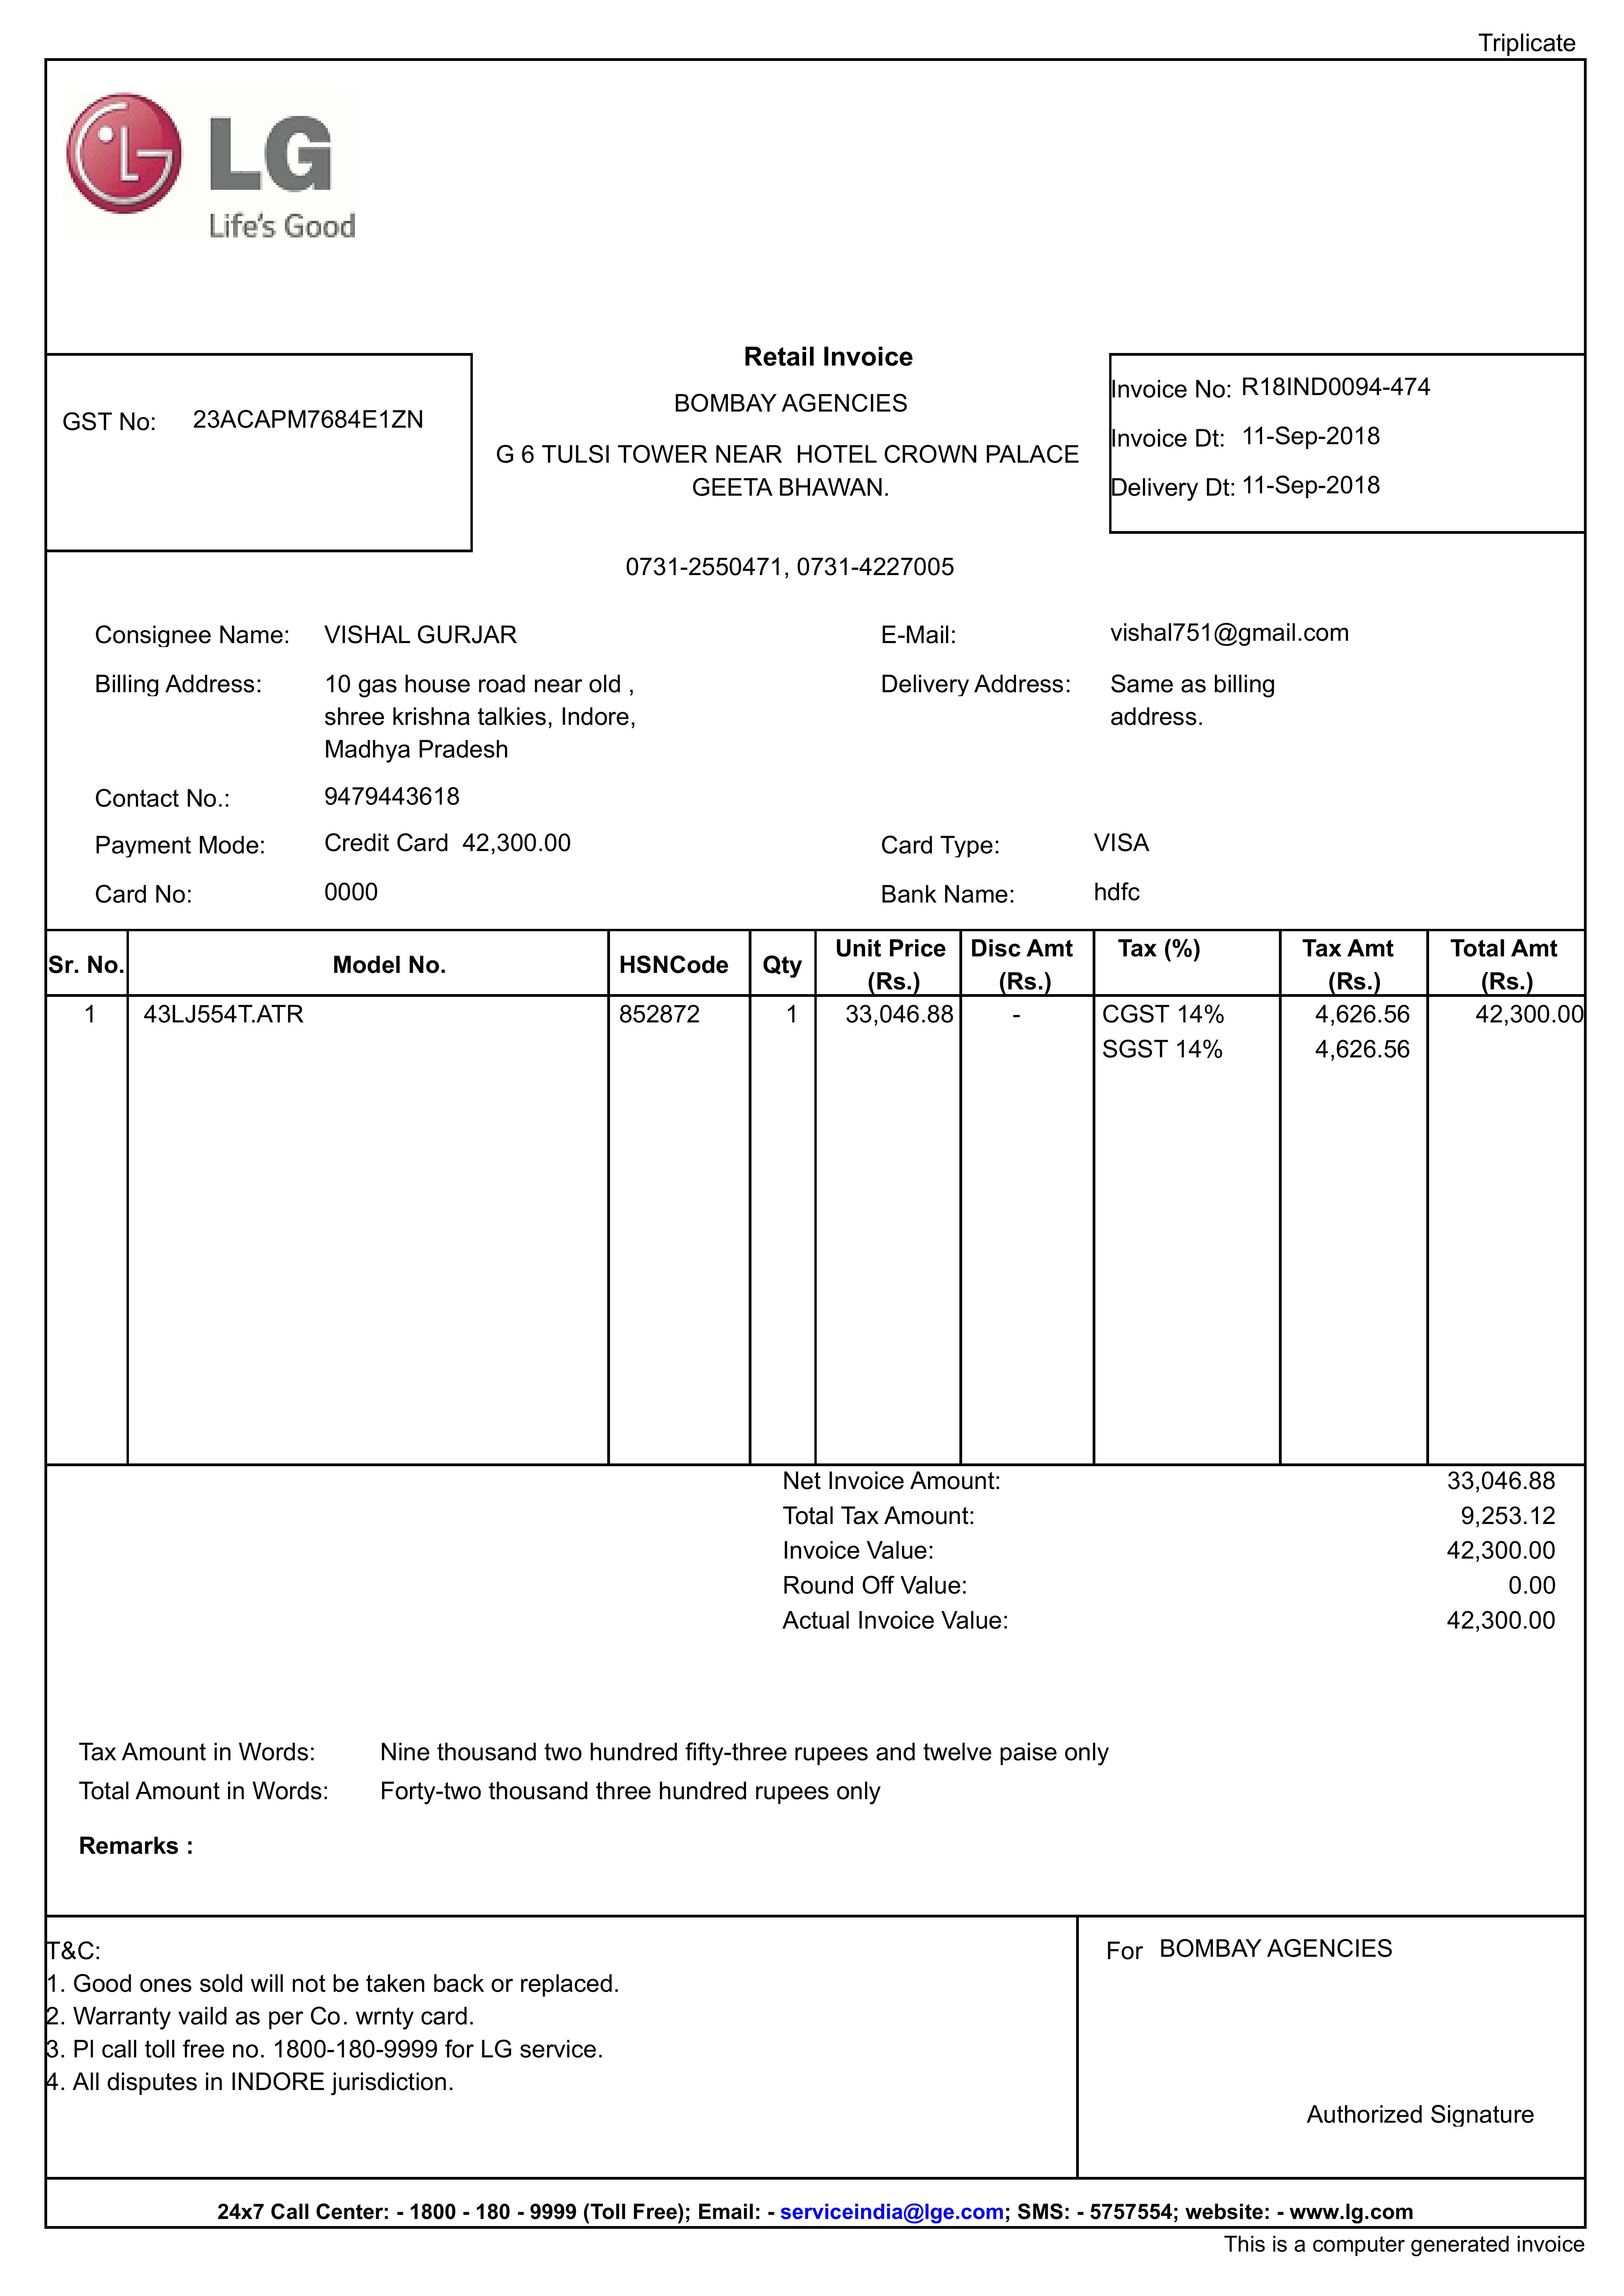 Triplicate
LG
Life's Good
Retail Invoice
GST No: 23ACAPM7684E1ZN
BOMBAY AGENCIES
G 6 TULSI TOWER NEAR HOTEL CROWN PALACE
GEETA BHAWAN.
0731-2550471, 0731-4227005
Invoice No: R18IND0094-474
Invoice Dt: 11-Sep-2018
Delivery Dt: 11-Sep-2018
Consignee Name: VISHAL GURJAR E-Mail: vishal751@gmail.com
Billing Address: 10 gas house road near old , Delivery Address: Same as billing
shree krishna talkies, Indore, address.
Madhya Pradesh
Contact No.: 9479443618
Payment Mode: Credit Card 42,300.00 Card Type: VISA
Card No: 0000 Bank Name: hdfc
Sr. No. Model No. HSNCode Qty Unit Price (Rs.) Disc Amt (Rs.) Tax (%) Tax Amt (Rs.) Total Amt (Rs.)
1 43LJ554T.ATR 852872 1 33,046.88 - CGST 14% 4,626.56 42,300.00
SGST 14% 4,626.56
Net Invoice Amount: 33,046.88
Total Tax Amount: 9,253.12
Invoice Value: 42,300.00
Round Off Value: 0.00
Actual Invoice Value: 42,300.00
Tax Amount in Words: Nine thousand two hundred fifty-three rupees and twelve paise only
Total Amount in Words: Forty-two thousand three hundred rupees only
Remarks :
T&C:
1. Good ones sold will not be taken back or replaced.
2. Warranty vaild as per Co. wrnty card.
3. Pl call toll free no. 1800-180-9999 for LG service.
4. All disputes in INDORE jurisdiction.
For BOMBAY AGENCIES
Authorized Signature
24x7 Call Center: - 1800 - 180 - 9999 (Toll Free); Email: - serviceindia@lge.com; SMS: - 5757554; website: - www.lg.com
This is a computer generated invoice